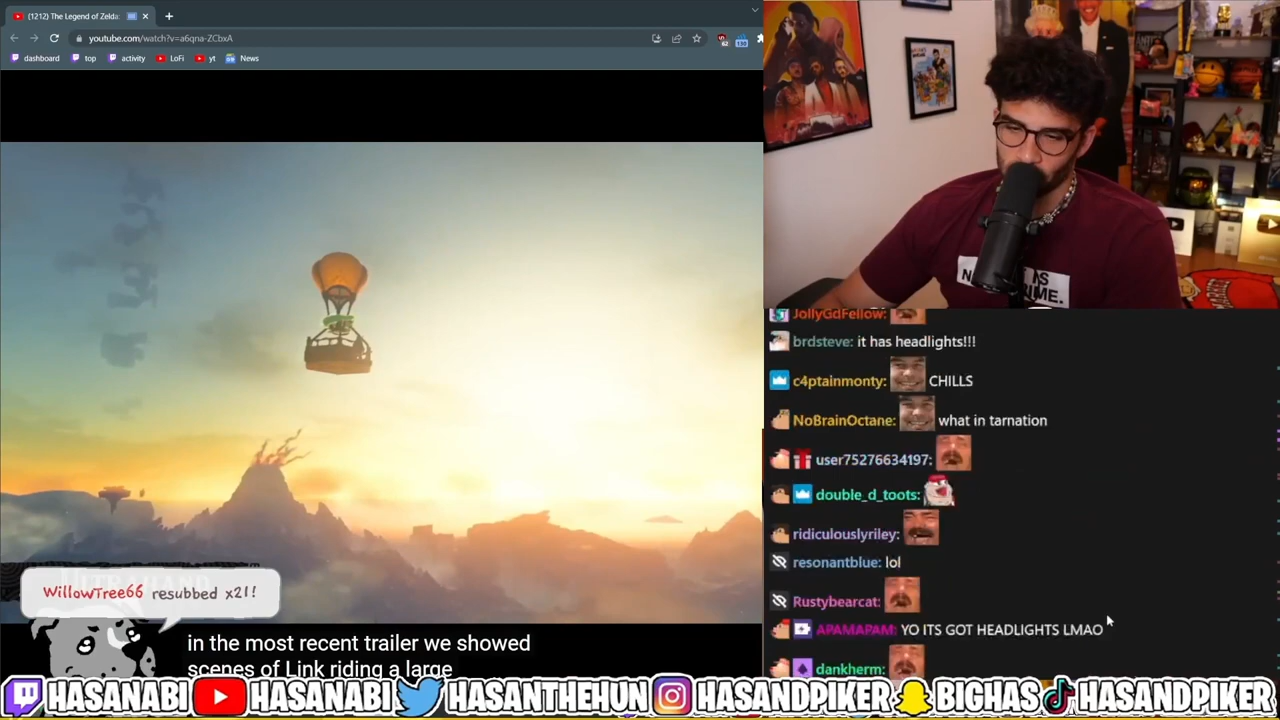 (1212) The Legend of Zelda:
youtube.com/watch?v=a6qna-ZCbxA
62
130
dashboard top activity LoFi yt News
JollyGdFellow:
brdsteve: it has headlights!!!
c4ptainmonty: CHILLS
NoBrainOctane: what in tarnation
user75276634197:
double_d_toots:
ridiculouslyriley:
resonantblue: lol
Rustybearcat:
APAMAPAM: YO ITS GOT HEADLIGHTS LMAO
dankherm:
WillowTree66 resubbed x21!
in the most recent trailer we showed
scenes of Link riding a large
HASANABI HASANABI HASANTHEHUN HASANDPIKER BIGHAS HASANDPIKER